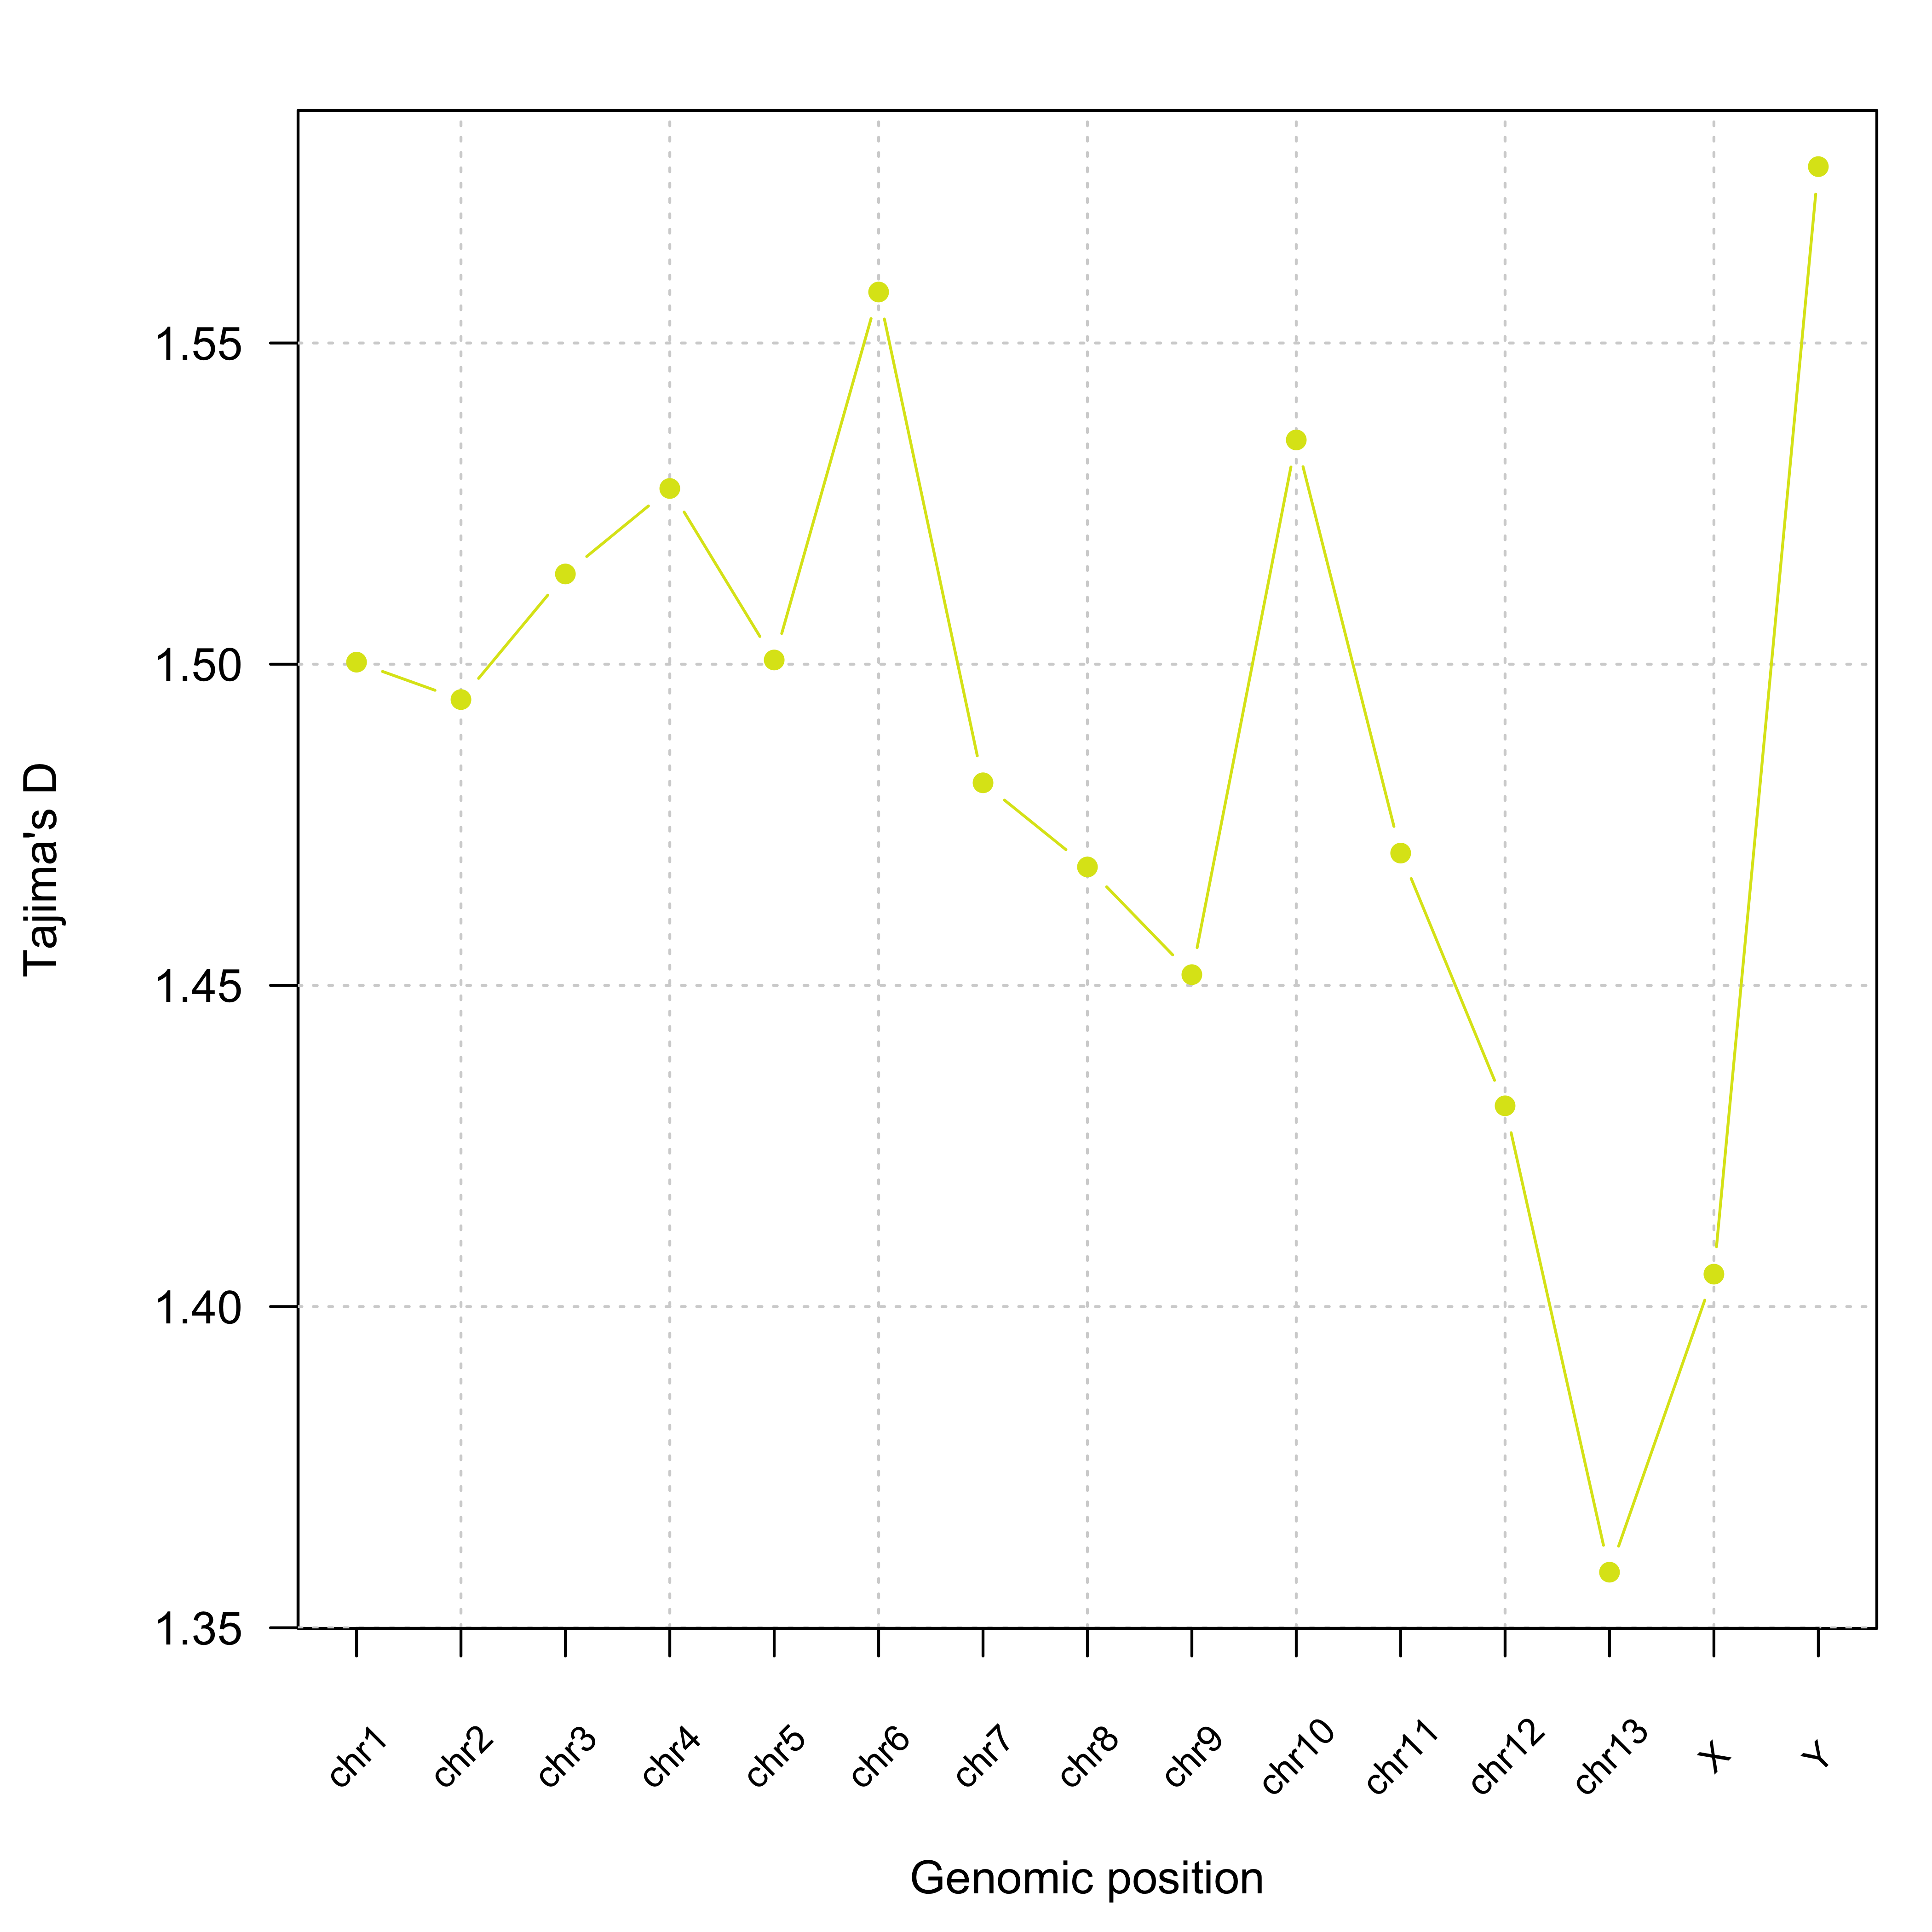 Tajima's D
1.55
1.50
1.45
1.40
1.35
chr1
chr2
chr3
chr4
chr5
chr6
chr7
chr8
chr9
chr10
chr11
chr12
chr13
X
Y
Genomic position